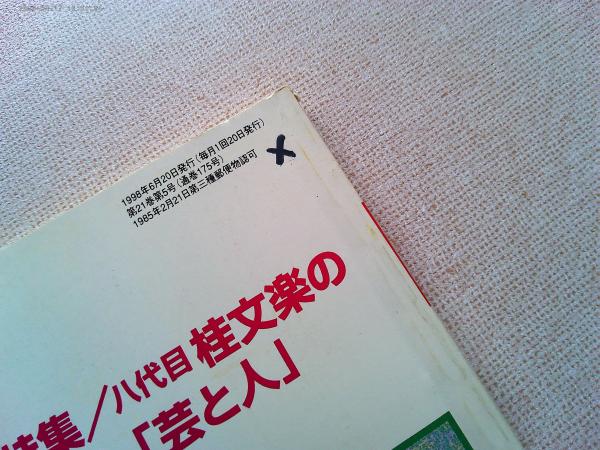 1998年6月20日発行(毎月1回20日発行)
第21巻第5号(通巻175号)
1985年2月21日第三種郵便物認可
特集/八代目 桂文楽の
「芸と人」